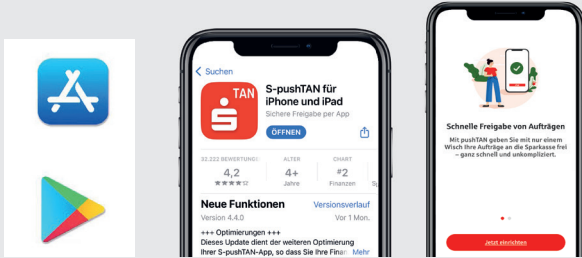 Suchen
TAN
S-pushTAN für
iPhone und iPad
Sichere Freigabe per App
ÖFFNEN
32.222 BEWERTUNGE
ALTER
CHART
4,2
4+
#2
Jahre
Finanzen
Neue Funktionen
Versionsverlauf
Version 4.4.0
Vor 1 Mon.
+++ Optimierungen +++
Dieses Update dient der weiteren Optimierung
Ihrer S-pushTAN-App, so dass Sie Ihre Finan Mehr
Schnelle Freigabe von Aufträgen
Mit pushTAN geben Sie mit nur einem
Wisch Ihre Aufträge an die Sparkasse frei
– ganz schnell und unkompliziert.
Jetzt einrichten